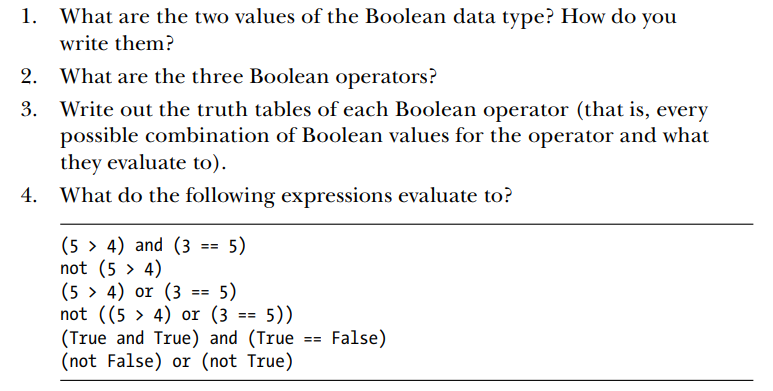 1. What are the two values of the Boolean data type? How do you
write them?
2. What are the three Boolean operators?
3. Write out the truth tables of each Boolean operator (that is, every
possible combination of Boolean values for the operator and what
they evaluate to).
4. What do the following expressions evaluate to?
(5 > 4) and (3 == 5)
not (5 > 4)
(5 > 4) or (3 == 5)
not ((5 > 4) or (3 == 5))
(True and True) and (True == False)
(not False) or (not True)